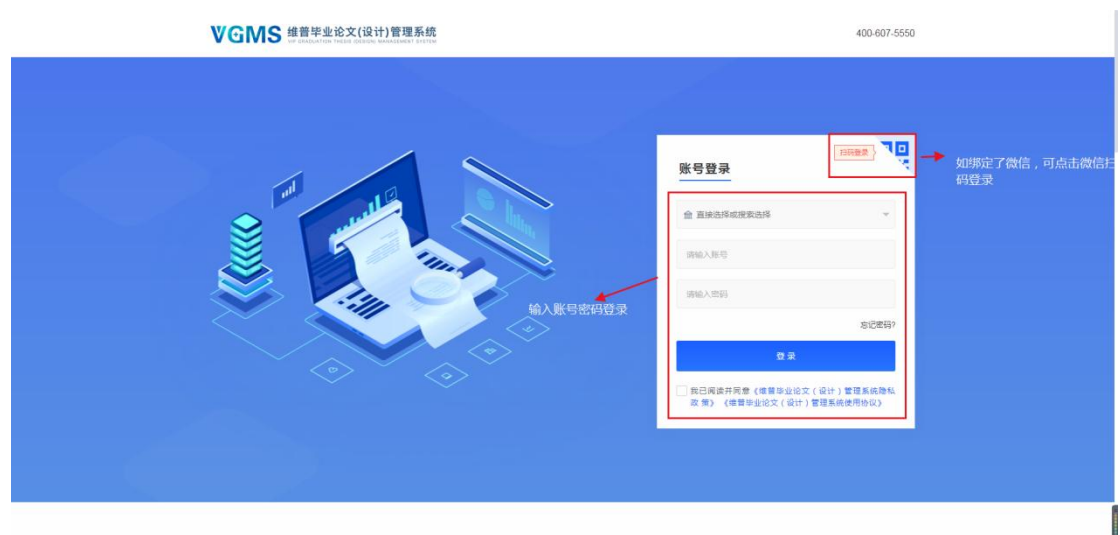 VGMS 维普毕业论文(设计)管理系统
VIP GRADUATION THESIS (DESIGN) MANAGEMENT SYSTEM
400-607-5550
扫码登录
账号登录
如绑定了微信，可点击微信扫
码登录
直接选择或搜索选择
请输入账号
请输入密码
输入账号密码登录
忘记密码?
登录
我已阅读并同意《维普毕业论文（设计）管理系统隐私
政 策》 《维普毕业论文（设计）管理系统使用协议》